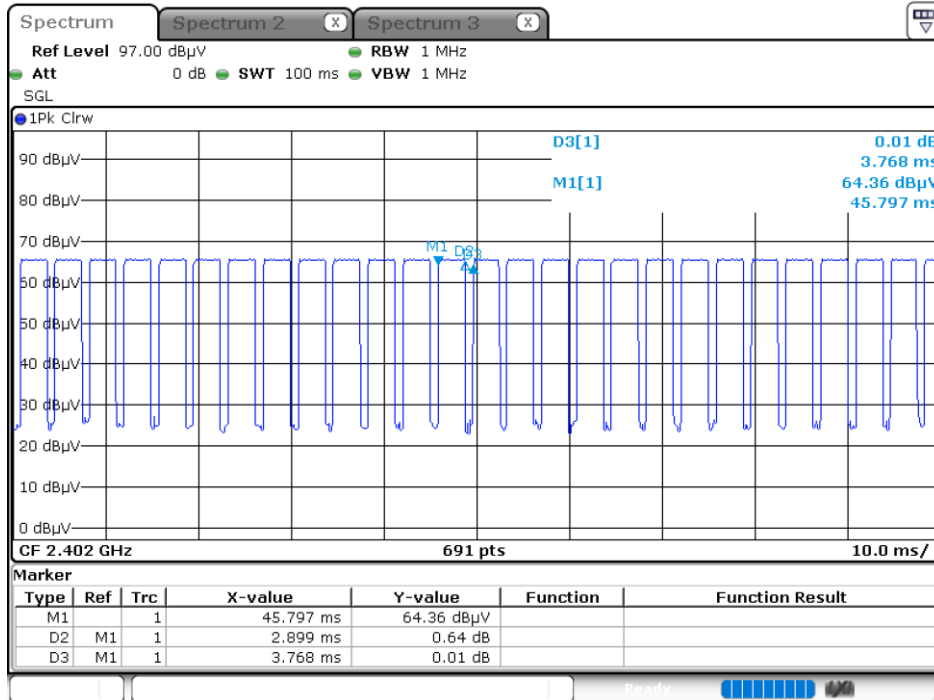 Spectrum Spectrum 2 X Spectrum 3 X
Ref Level 97.00 dBµV RBW 1 MHz
Att 0 dB SWT 100 ms VBW 1 MHz
SGL
1Pk Clrw
D3[1] 0.01 dB
3.768 ms
M1[1] 64.36 dBµV
45.797 ms
90 dBµV
80 dBµV
70 dBµV
M1 D2 D3
60 dBµV
50 dBµV
40 dBµV
30 dBµV
20 dBµV
10 dBµV
0 dBµV
CF 2.402 GHz 691 pts 10.0 ms/
Marker
Type Ref Trc X-value Y-value Function Function Result
M1 1 45.797 ms 64.36 dBµV
D2 M1 1 2.899 ms 0.64 dB
D3 M1 1 3.768 ms 0.01 dB
Ready